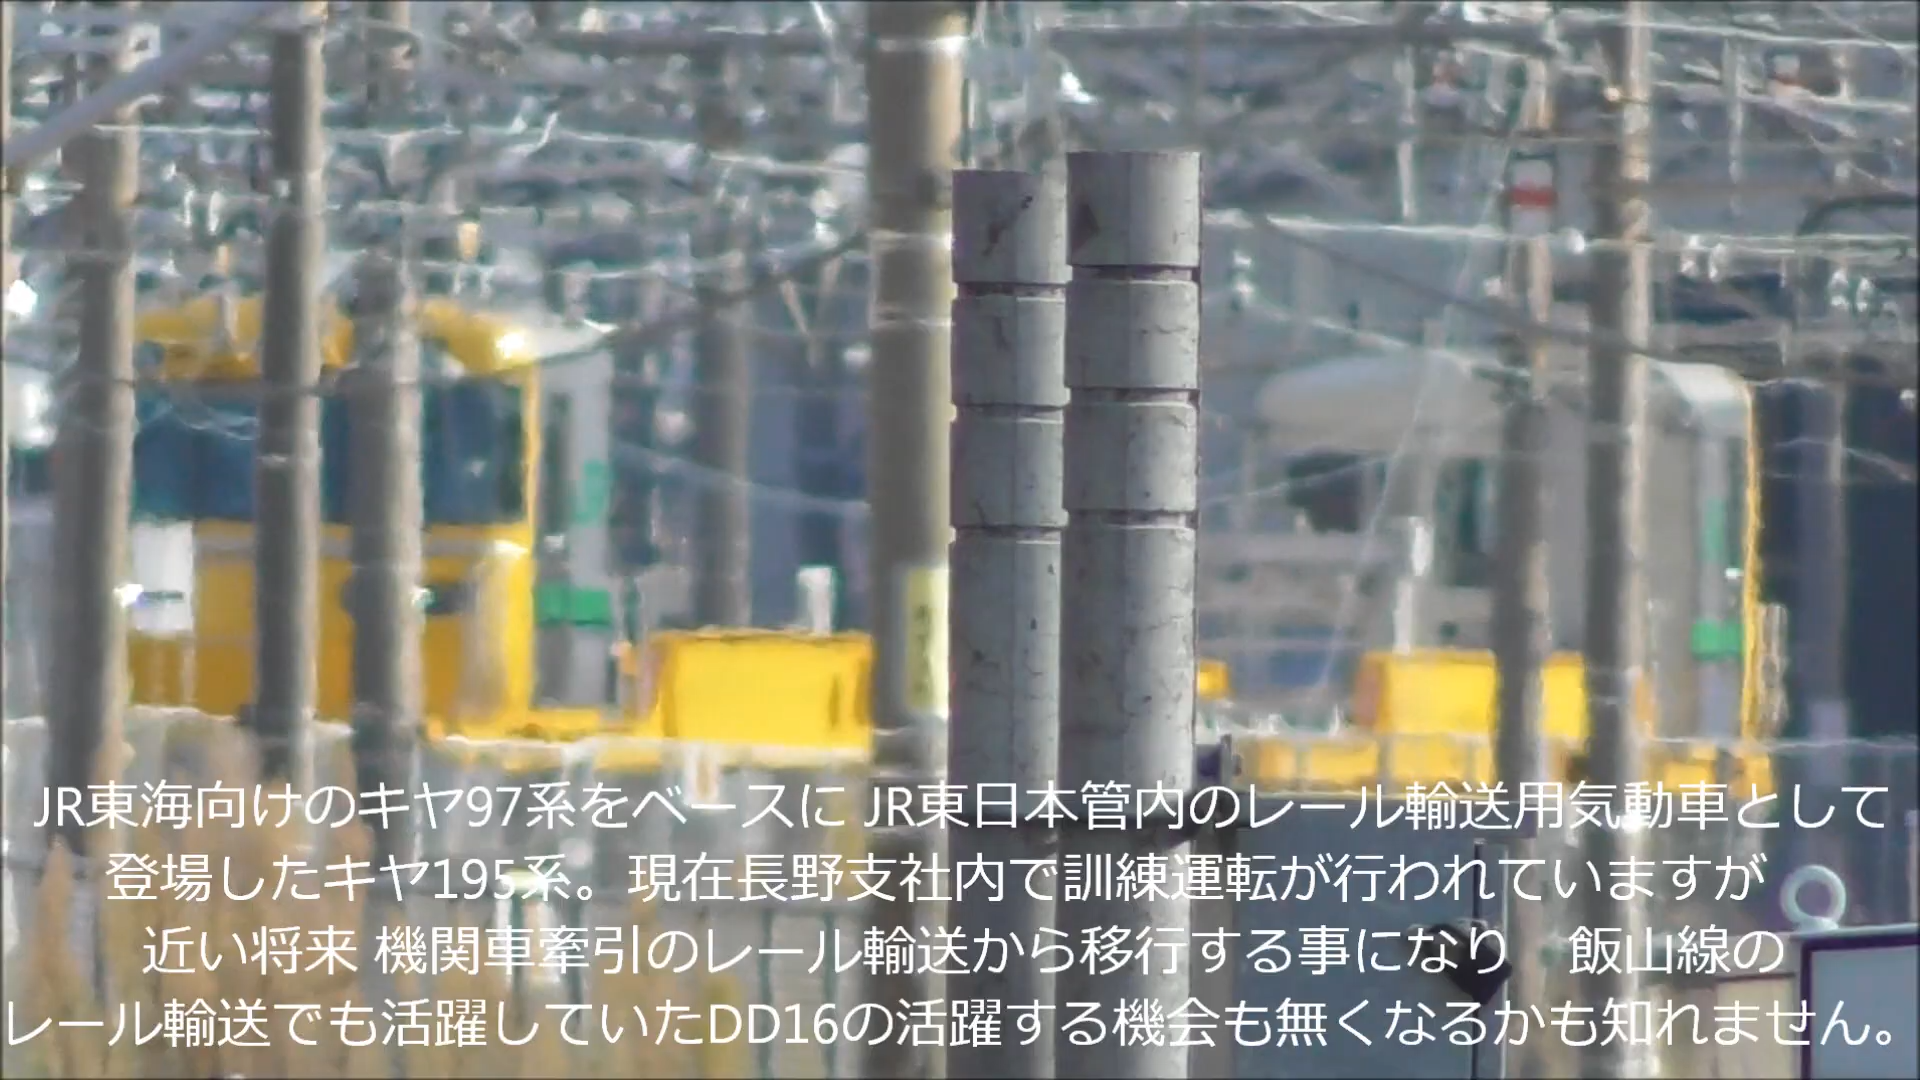 JR東海向けのキヤ97系をベースに JR東日本管内のレール輸送用気動車として
登場したキヤ195系。現在長野支社内で訓練運転が行われていますが
近い将来 機関車牽引のレール輸送から移行する事になり　飯山線の
レール輸送でも活躍していたDD16の活躍する機会も無くなるかも知れません。